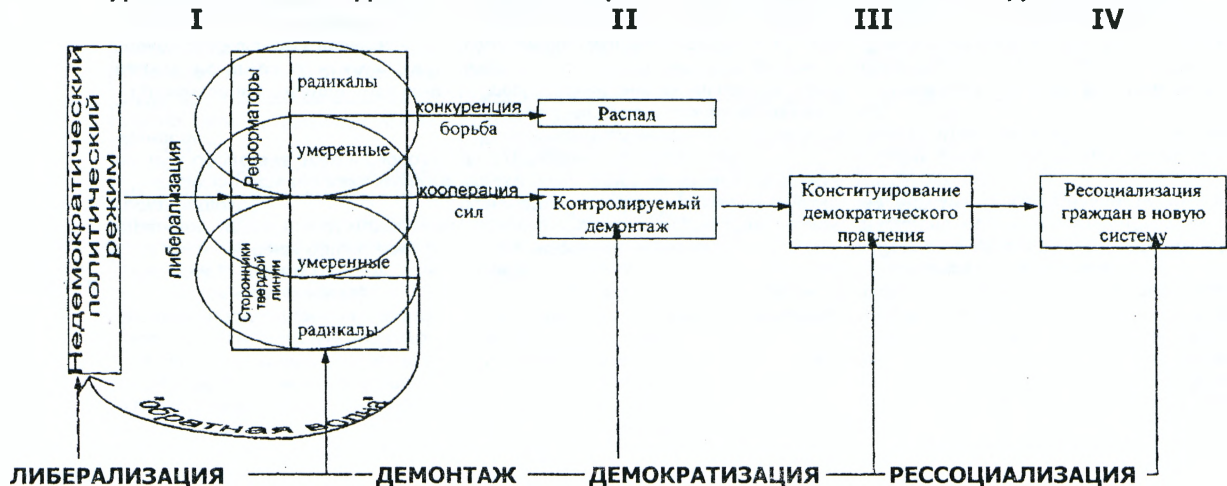 I II III IV
Недемократический
политический
режим
либерализация
Реформаторы
Сторонники
твердой
линии
радикалы
умеренные
умеренные
радикалы
конкуренция
борьба
кооперация
сил
Распад
Контролируемый
демонтаж
Конституирование
демократического
правления
Ресоциализация
граждан в новую
систему
"обратная волна"
ЛИБЕРАЛИЗАЦИЯ ДЕМОНТАЖ ДЕМОКРАТИЗАЦИЯ РЕССОЦИАЛИЗАЦИЯ